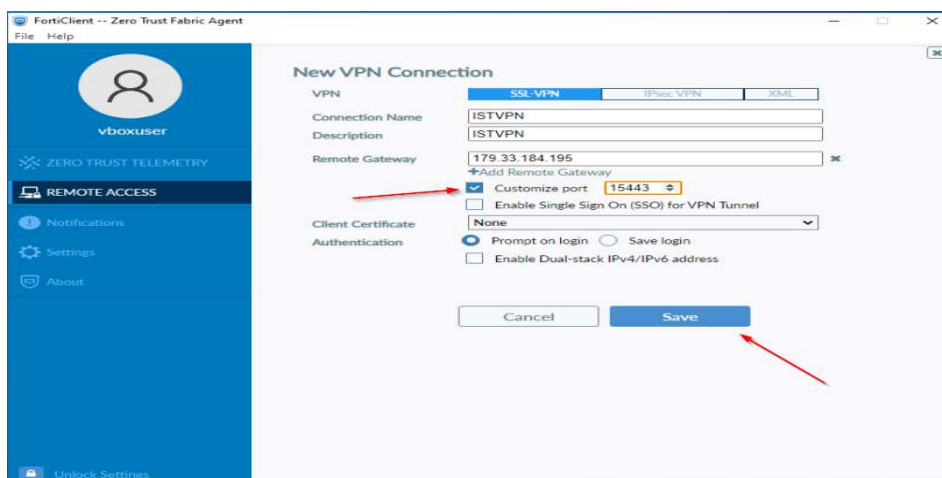 FortiClient -- Zero Trust Fabric Agent
File Help
vboxuser
ZERO TRUST TELEMETRY
REMOTE ACCESS
Notifications
Settings
About
Unlock Settings
New VPN Connection
VPN SSL-VPN IPsec VPN XML
Connection Name ISTVPN
Description ISTVPN
Remote Gateway 179.33.184.195
+Add Remote Gateway
Customize port 15443
Enable Single Sign On (SSO) for VPN Tunnel
Client Certificate None
Authentication Prompt on login Save login
Enable Dual-stack IPv4/IPv6 address
Cancel Save